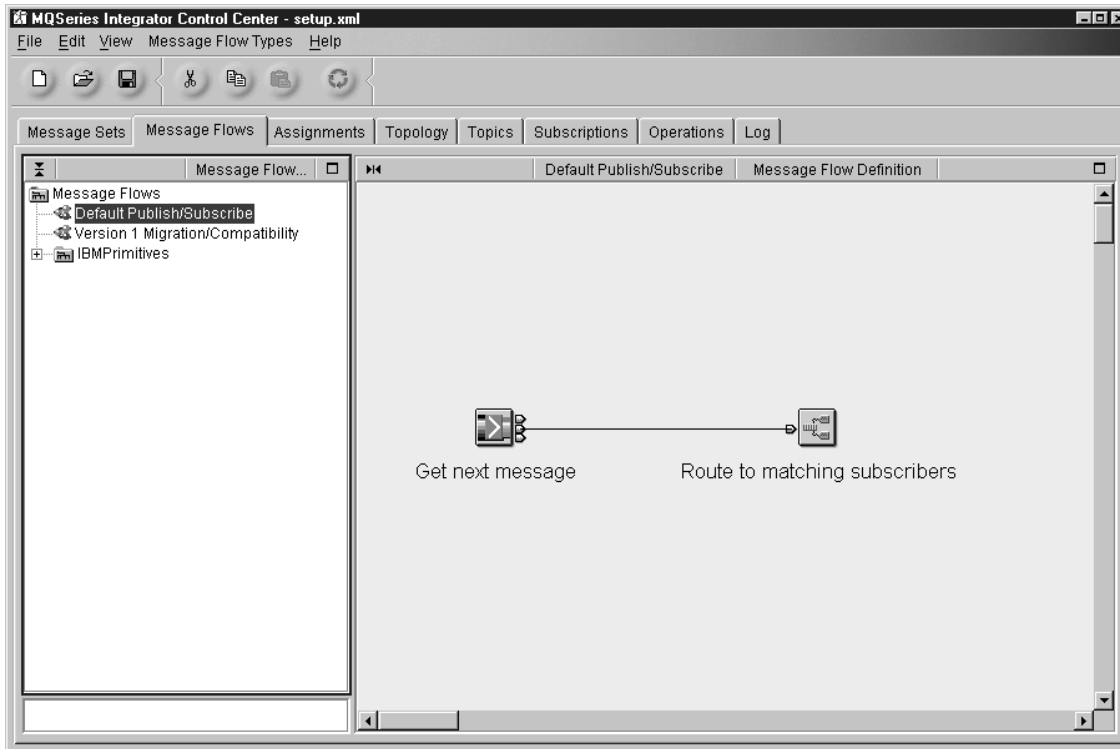 MQSeries Integrator Control Center - setup.xml
File Edit View Message Flow Types Help
Message Sets Message Flows Assignments Topology Topics Subscriptions Operations Log
Message Flow... Default Publish/Subscribe Message Flow Definition
Message Flows
Default Publish/Subscribe
Version 1 Migration/Compatibility
IBMPrimitives
Get next message Route to matching subscribers